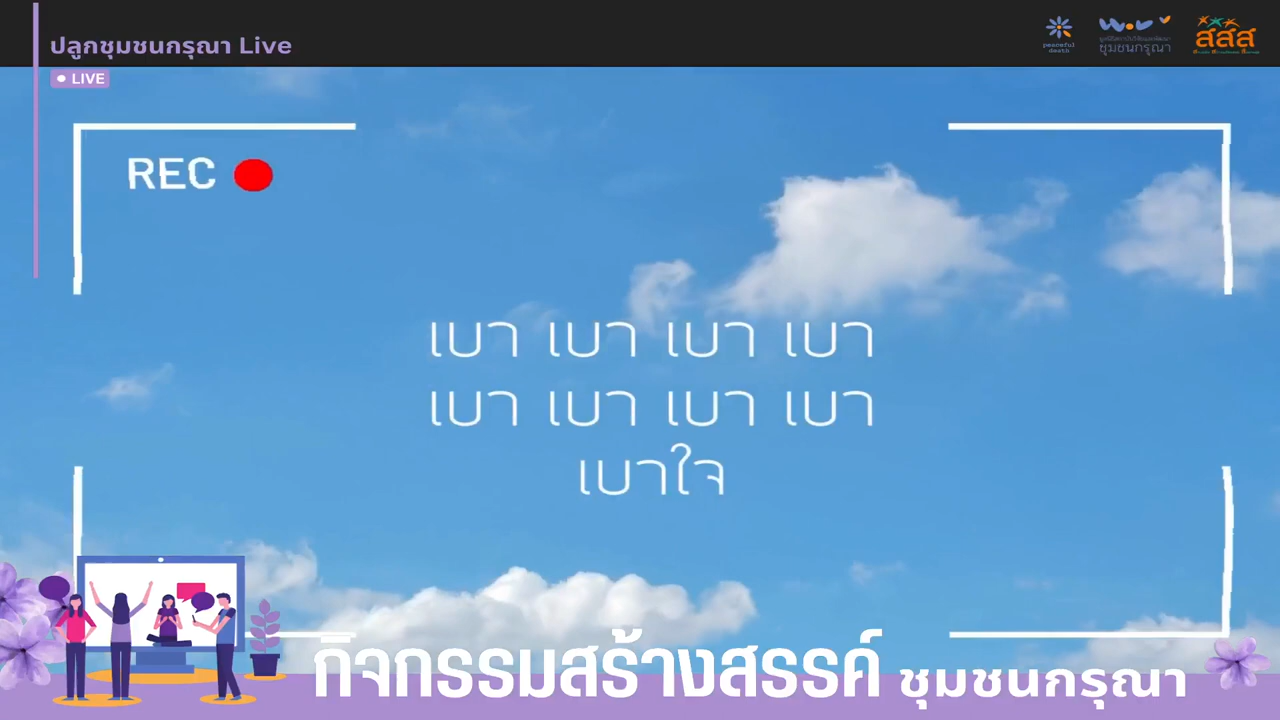 ปลูกชุมชนกรุณา Live
LIVE
peaceful
death
ชุมชนกรุณา
สสส
REC
เบา เบา เบา เบา
เบา เบา เบา เบา
เบาใจ
กิจกรรมสร้างสรรค์ ชุมชนกรุณา